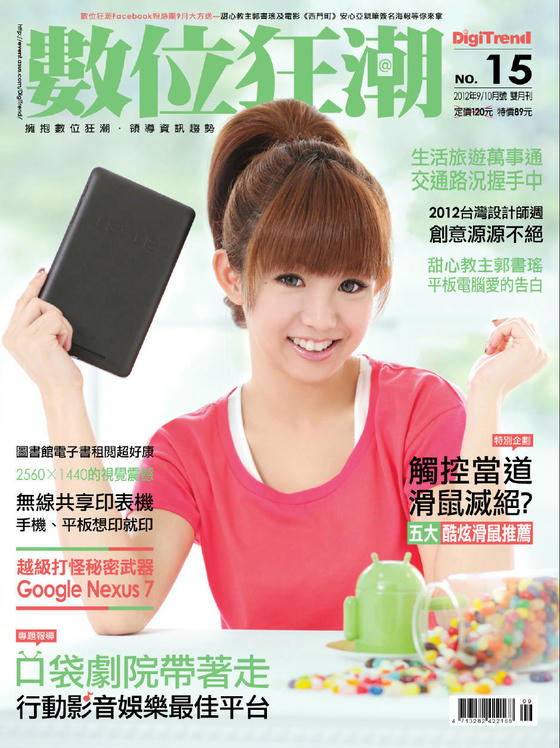 數位狂潮Facebook粉絲團9月大方送—甜心教主郭書瑤及電影《西門町》安心亞親筆簽名海報等你來拿
數位狂潮
@
DigiTrend
NO. 15
2012年9/10月號 雙月刊
定價120元 特價89元
擁抱數位狂潮‧領導資訊趨勢
生活旅遊萬事通
交通路況握手中
2012台灣設計師週
創意源源不絕
甜心教主郭書瑤
平板電腦愛的告白
圖書館電子書租閱超好康
2560×1440的視覺震
無線共享印表機
手機、平板想印就印
越級打怪秘密武器
Google Nexus 7
特別企劃
觸控當道
滑鼠滅絕?
五大 酷炫滑鼠推薦
專題報導
口袋劇院帶著走
行動影音娛樂最佳平台
09
4 713282 422168